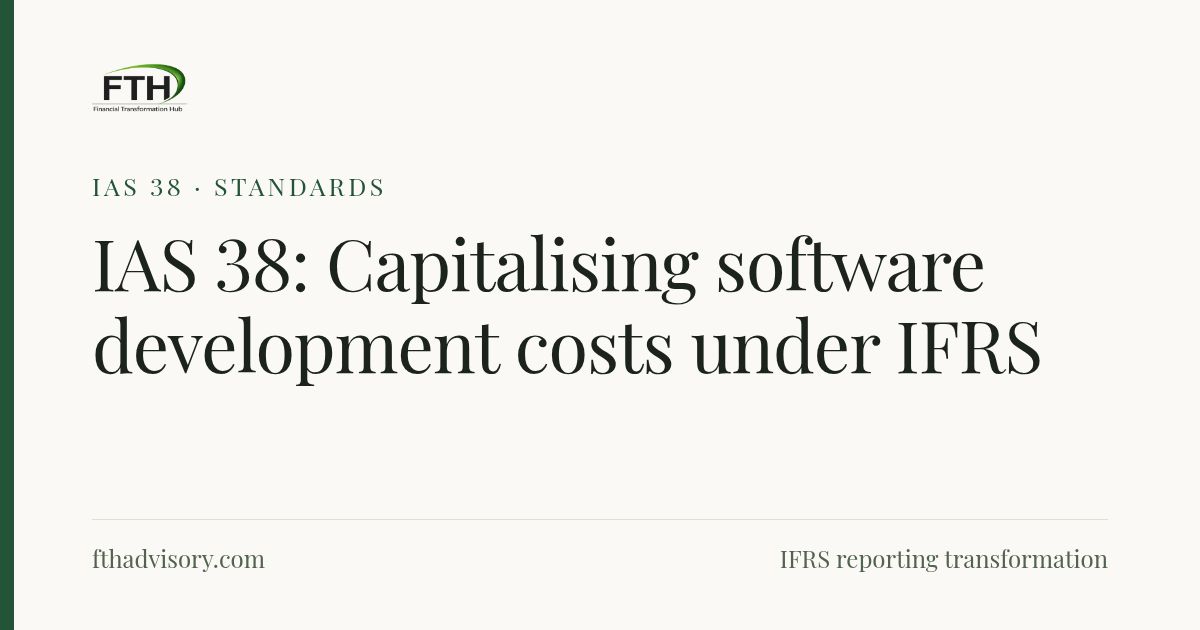 FTH
Financial Transformation Hub
IAS 38 · STANDARDS
IAS 38: Capitalising software
development costs under IFRS
fthadvisory.com
IFRS reporting transformation